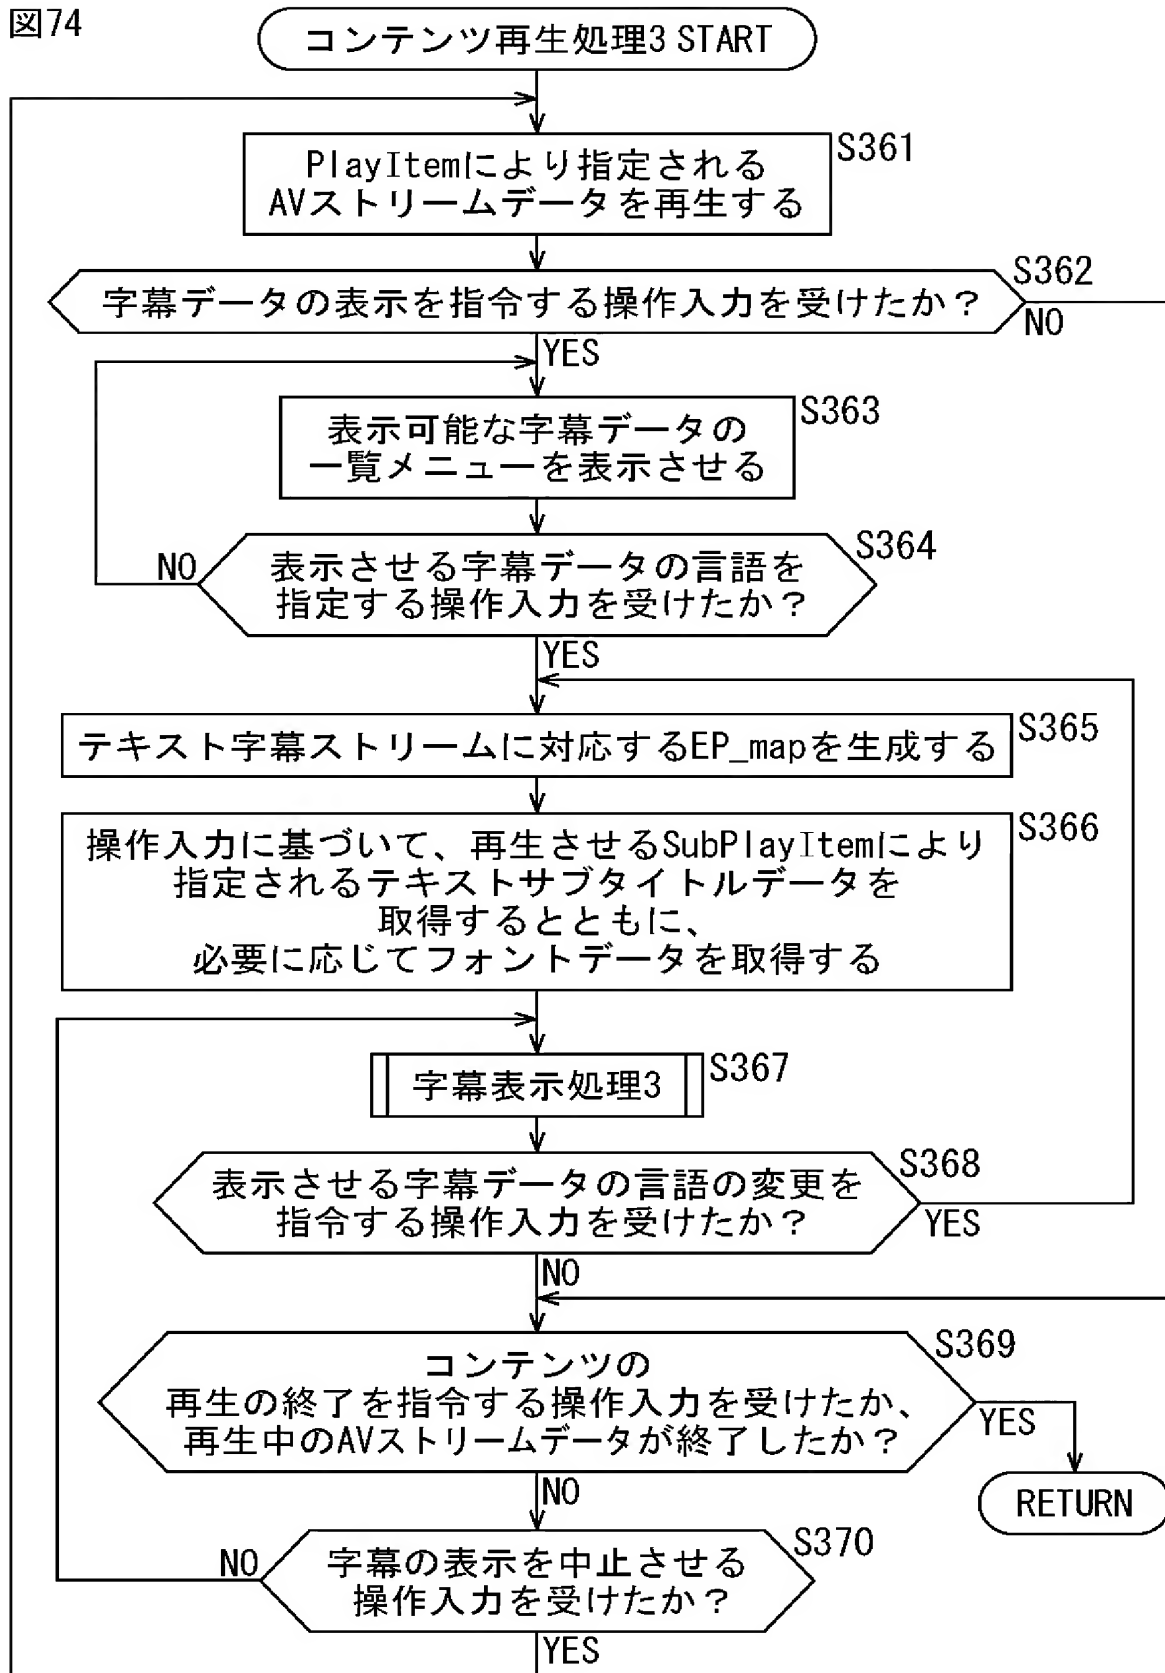 図74
コンテンツ再生処理3 START
PlayItemにより指定される
AVストリームデータを再生する
S361
字幕データの表示を指令する操作入力を受けたか？
S362
NO
YES
表示可能な字幕データの
一覧メニューを表示させる
S363
表示させる字幕データの言語を
指定する操作入力を受けたか？
S364
NO
YES
テキスト字幕ストリームに対応するEP_mapを生成する
S365
操作入力に基づいて、再生させるSubPlayItemにより
指定されるテキストサブタイトルデータを
取得するとともに、
必要に応じてフォントデータを取得する
S366
字幕表示処理3
S367
表示させる字幕データの言語の変更を
指令する操作入力を受けたか？
S368
YES
NO
コンテンツの
再生の終了を指令する操作入力を受けたか、
再生中のAVストリームデータが終了したか？
S369
YES
NO
RETURN
字幕の表示を中止させる
操作入力を受けたか？
S370
NO
YES